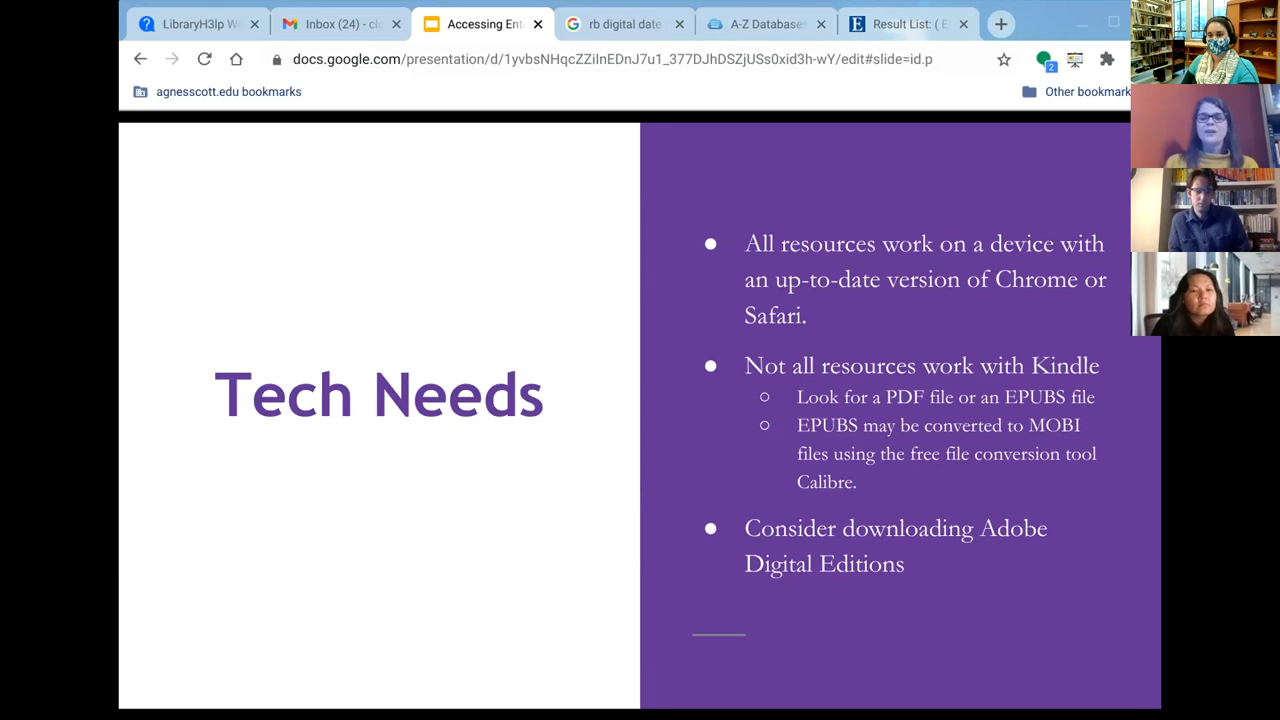 LibraryH3lp W
Inbox (24) - cl
Accessing Ent
rb digital date
A-Z Databases
Result List: ( E
docs.google.com/presentation/d/1yvbsNHqcZZiInEDnJ7u1_377DJhDSZjUSs0xid3h-wY/edit#slide=id.p
2
agnesscott.edu bookmarks
Other bookmark
Tech Needs
● All resources work on a device with
an up-to-date version of Chrome or
Safari.
● Not all resources work with Kindle
○ Look for a PDF file or an EPUBS file
○ EPUBS may be converted to MOBI
files using the free file conversion tool
Calibre.
● Consider downloading Adobe
Digital Editions